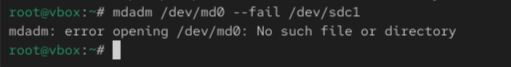 root@vbox:~# mdadm /dev/md0 --fail /dev/sdc1
mdadm: error opening /dev/md0: No such file or directory
root@vbox:~#